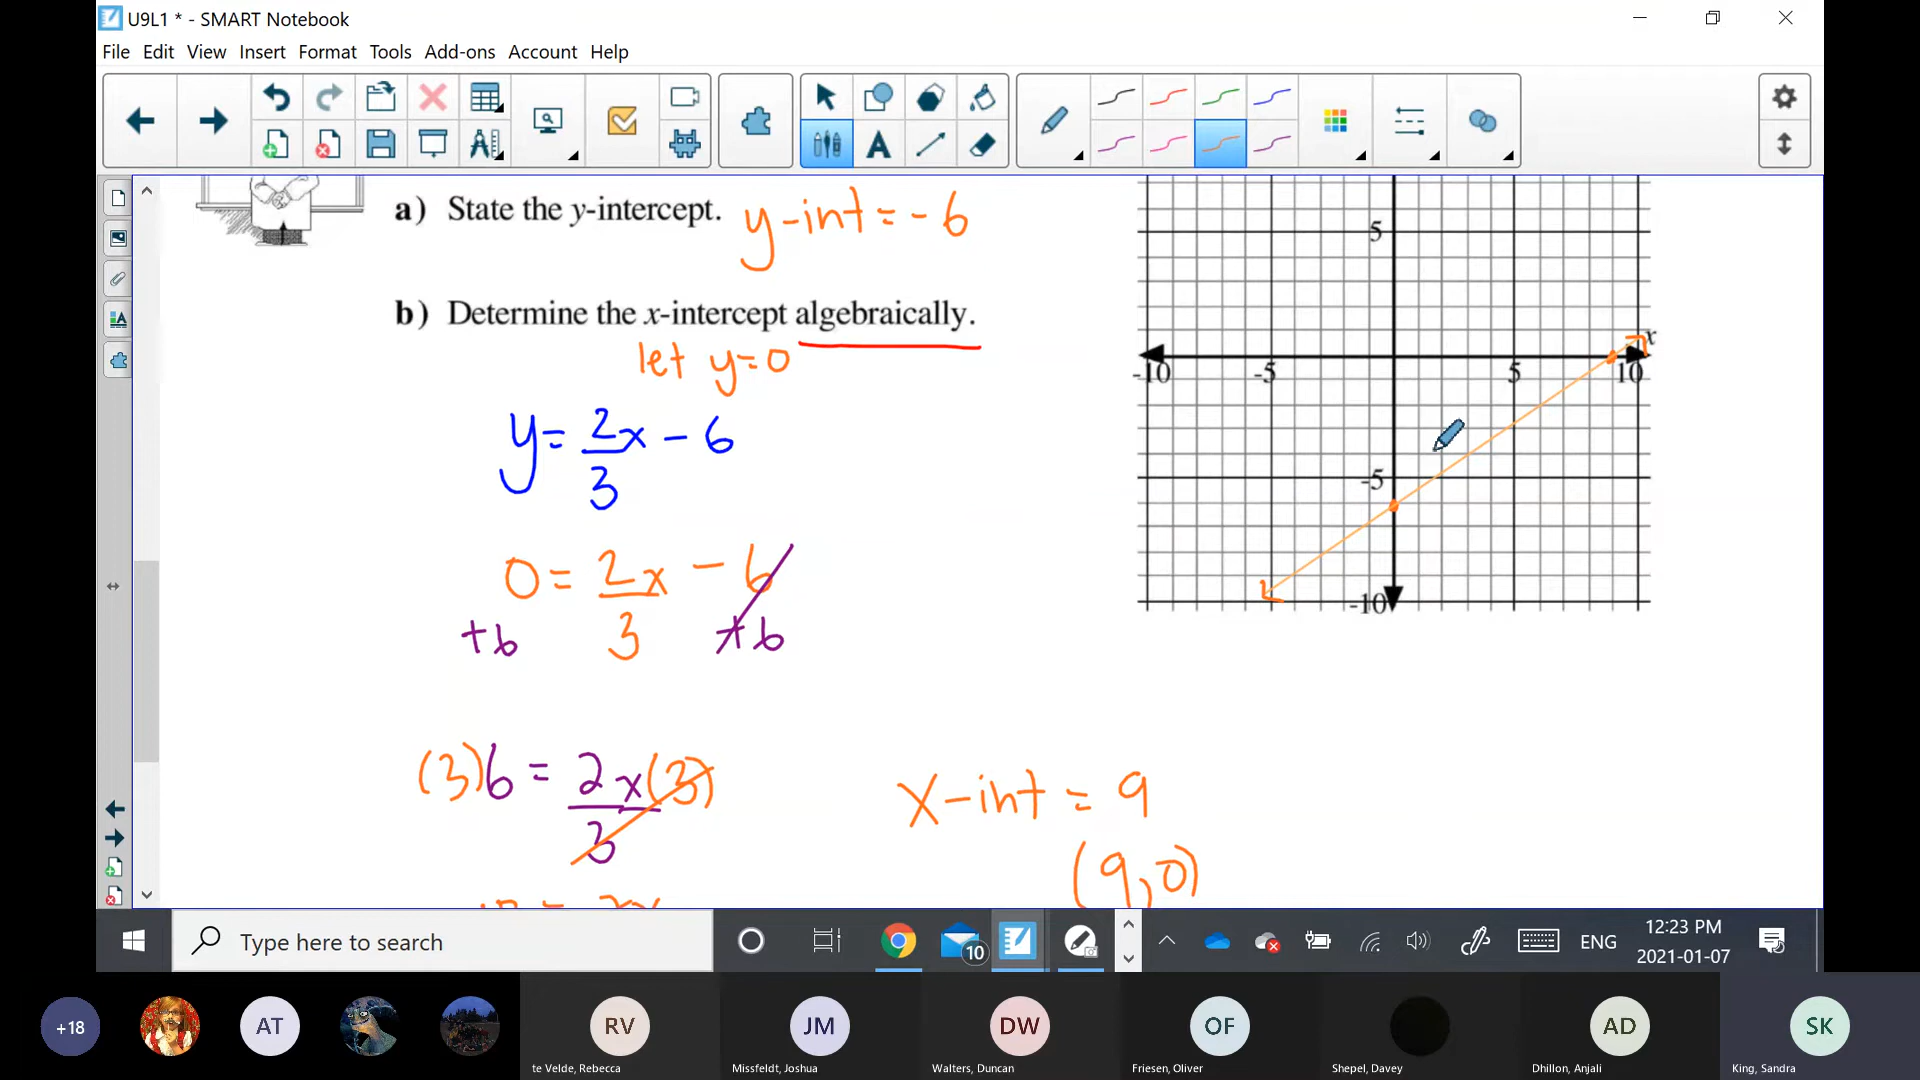 U9L1 * - SMART Notebook
File Edit View Insert Format Tools Add-ons Account Help
a) State the y-intercept. y-int = -6
b) Determine the x-intercept algebraically.
let y=0
y = 2x - 6
3
0 = 2x - 6
3
+6 +6
(3)6 = 2x(3)
3
x-int = 9
(9,0)
5
x
-10 -5 5 10
-5
-10
Type here to search
10
ENG
12:23 PM
2021-01-07
+18
AT
RV
JM
DW
OF
AD
SK
te Velde, Rebecca
Missfeldt, Joshua
Walters, Duncan
Friesen, Oliver
Shepel, Davey
Dhillon, Anjali
King, Sandra